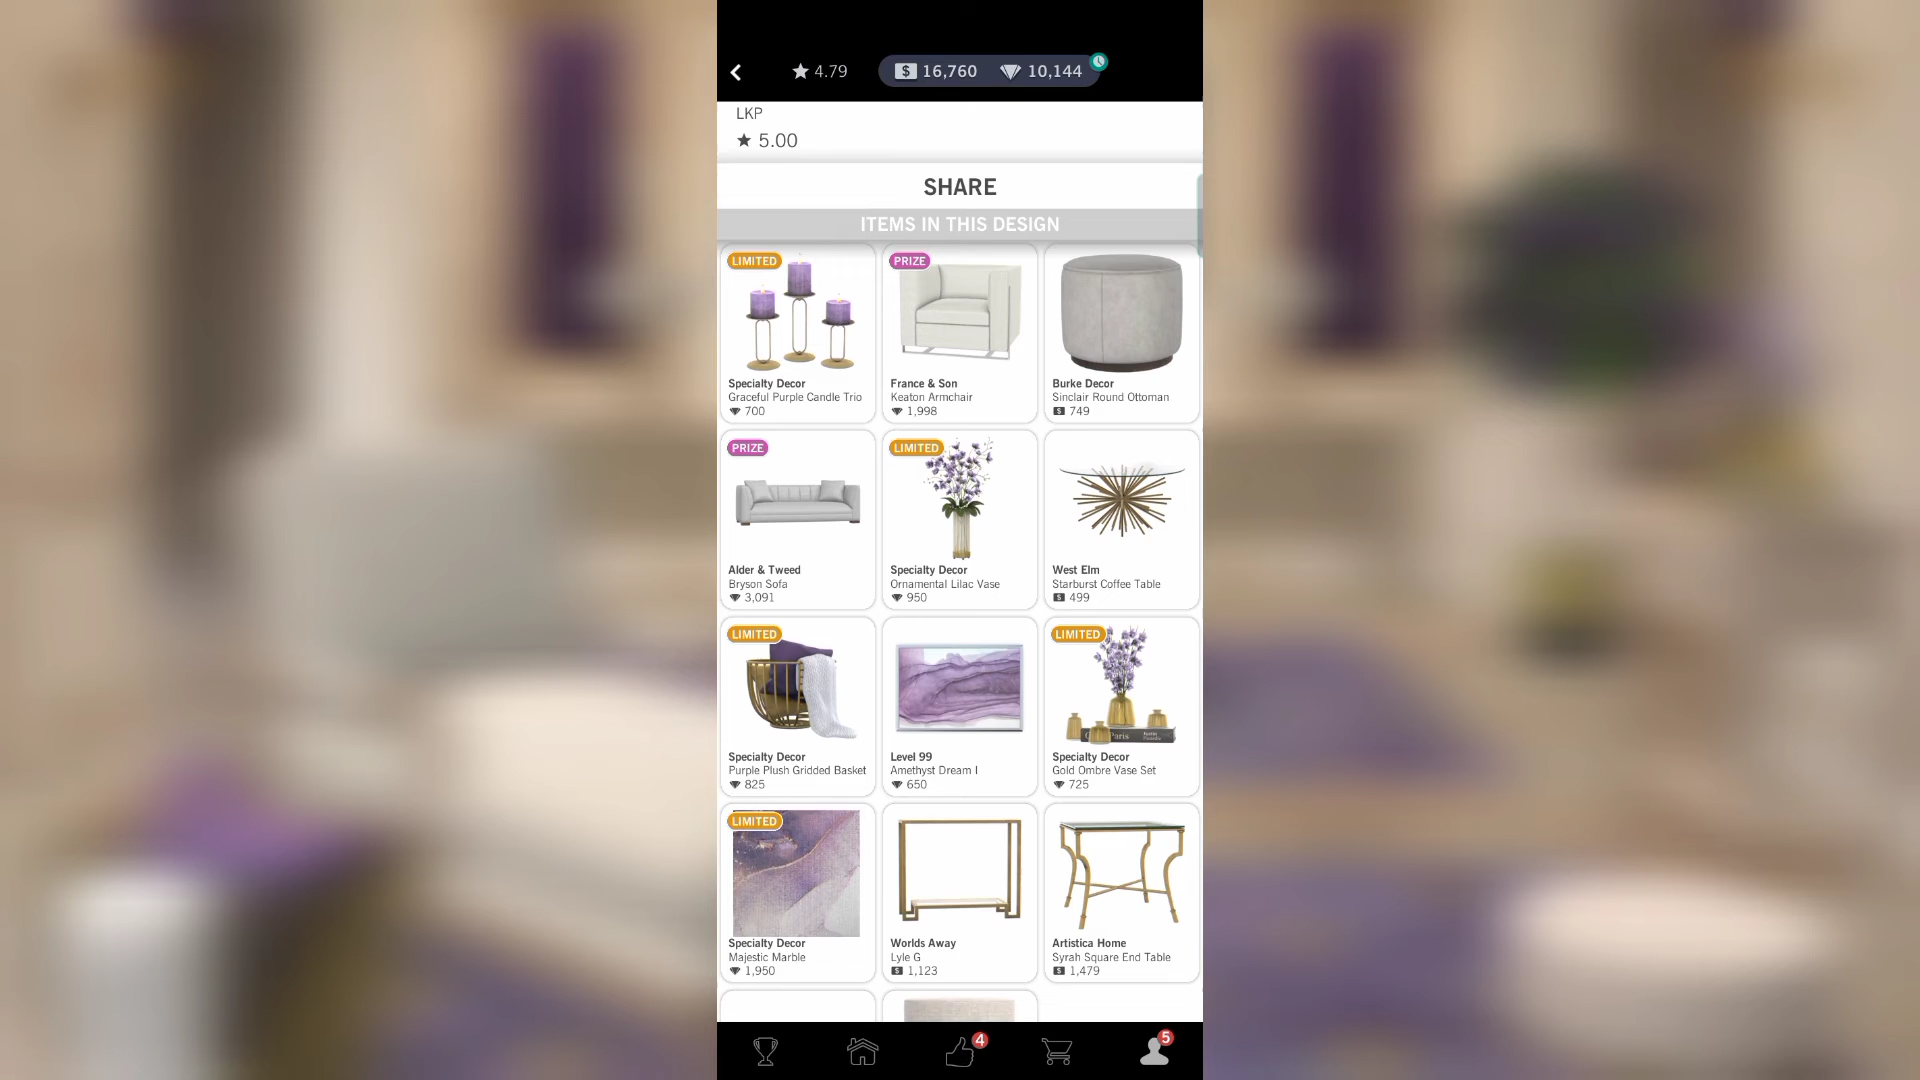 4.79
$ 16,760
10,144
LKP
5.00
SHARE
ITEMS IN THIS DESIGN
LIMITED
Specialty Decor
Graceful Purple Candle Trio
700
PRIZE
France & Son
Keaton Armchair
1,998
Burke Decor
Sinclair Round Ottoman
$ 749
PRIZE
Alder & Tweed
Bryson Sofa
3,091
LIMITED
Specialty Decor
Ornamental Lilac Vase
950
West Elm
Starburst Coffee Table
$ 499
LIMITED
Specialty Decor
Purple Plush Gridded Basket
825
Level 99
Amethyst Dream I
650
LIMITED
Paris
Specialty Decor
Gold Ombre Vase Set
725
LIMITED
Specialty Decor
Majestic Marble
1,950
Worlds Away
Lyle G
$ 1,123
Artistica Home
Syrah Square End Table
$ 1,479
4
5